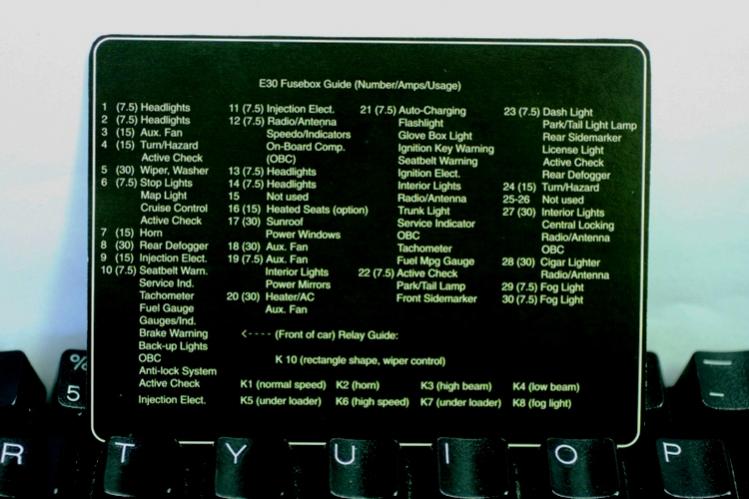 E30 Fusebox Guide (Number/Amps/Usage)
1 (7.5) Headlights
2 (7.5) Headlights
3 (15) Aux. Fan
4 (15) Turn/Hazard
Active Check
5 (30) Wiper, Washer
6 (7.5) Stop Lights
Map Light
Cruise Control
Active Check
7 (15) Horn
8 (30) Rear Defogger
9 (15) Injection Elect.
10 (7.5) Seatbelt Warn.
Service Ind.
Tachometer
Fuel Gauge
Gauges/Ind.
Brake Warning
Back-up Lights
OBC
Anti-lock System
Active Check
Injection Elect.
11 (7.5) Injection Elect.
12 (7.5) Radio/Antenna
Speedo/Indicators
On-Board Comp.
(OBC)
13 (7.5) Headlights
14 (7.5) Headlights
15 Not used
16 (15) Heated Seats (option)
17 (30) Sunroof
Power Windows
18 (30) Aux. Fan
19 (7.5) Aux. Fan
Interior Lights
Power Mirrors
20 (30) Heater/AC
Aux. Fan
21 (7.5) Auto-Charging
Flashlight
Glove Box Light
Ignition Key Warning
Seatbelt Warning
Ignition Elect.
Interior Lights
Radio/Antenna
Trunk Light
Service Indicator
OBC
Tachometer
Fuel Mpg Gauge
22 (7.5) Active Check
Park/Tail Lamp
Front Sidemarker
23 (7.5) Dash Light
Park/Tail Light Lamp
Rear Sidemarker
License Light
Active Check
Rear Defogger
24 (15) Turn/Hazard
25-26 Not used
27 (30) Interior Lights
Central Locking
Radio/Antenna
OBC
28 (30) Cigar Lighter
Radio/Antenna
29 (7.5) Fog Light
30 (7.5) Fog Light
<---- (Front of car) Relay Guide:
K 10 (rectangle shape, wiper control)
K1 (normal speed) K2 (horn) K3 (high beam) K4 (low beam)
K5 (under loader) K6 (high speed) K7 (under loader) K8 (fog light)
%
5
—
-
R T Y U I O P